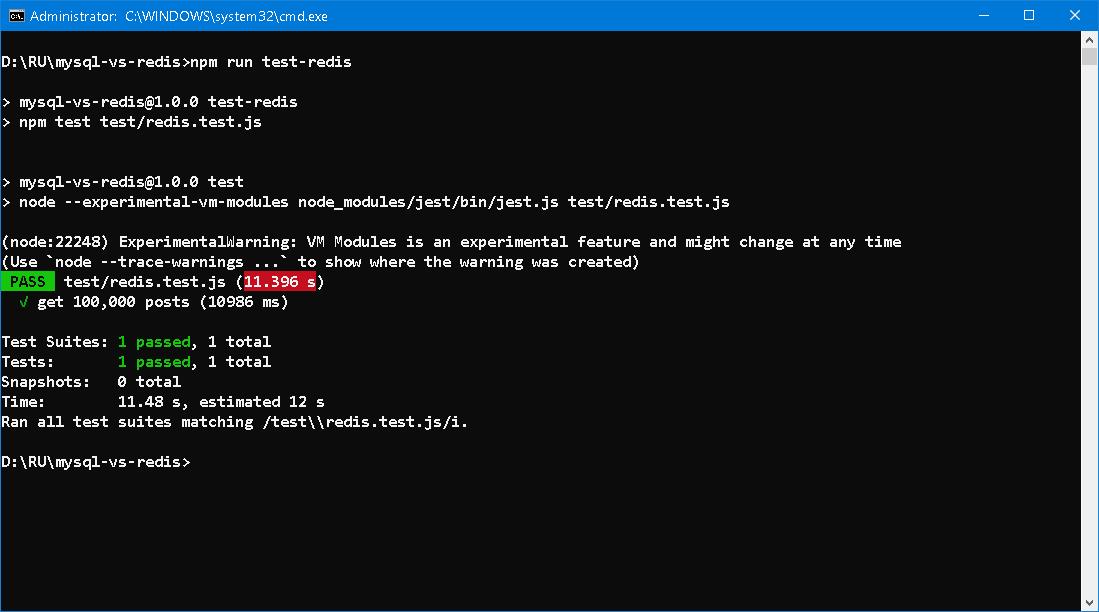 Administrator: C:\WINDOWS\system32\cmd.exe
D:\RU\mysql-vs-redis>npm run test-redis
> mysql-vs-redis@1.0.0 test-redis
> npm test test/redis.test.js
> mysql-vs-redis@1.0.0 test
> node --experimental-vm-modules node_modules/jest/bin/jest.js test/redis.test.js
(node:22248) ExperimentalWarning: VM Modules is an experimental feature and might change at any time
(Use `node --trace-warnings ...` to show where the warning was created)
PASS test/redis.test.js (11.396 s)
√ get 100,000 posts (10986 ms)
Test Suites: 1 passed, 1 total
Tests: 1 passed, 1 total
Snapshots: 0 total
Time: 11.48 s, estimated 12 s
Ran all test suites matching /test\\redis.test.js/i.
D:\RU\mysql-vs-redis>